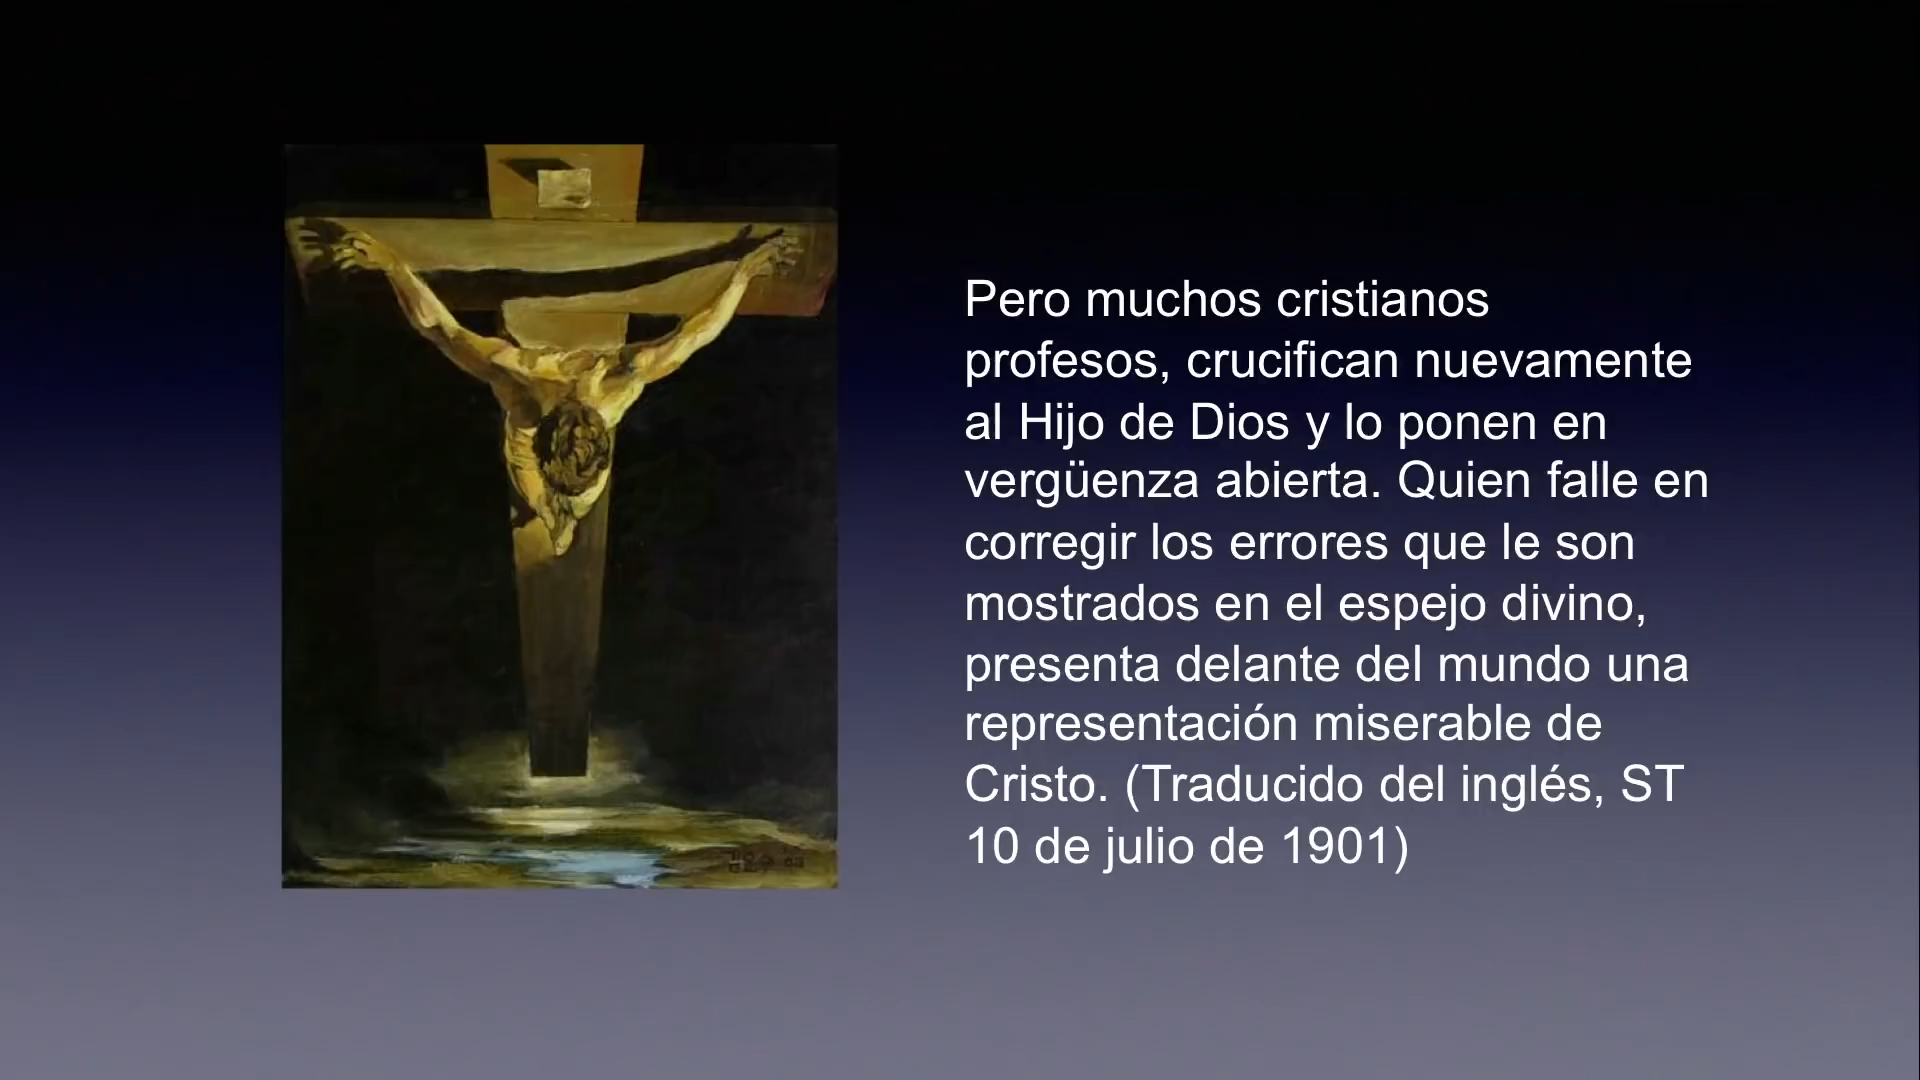 Pero muchos cristianos
profesos, crucifican nuevamente
al Hijo de Dios y lo ponen en
vergüenza abierta. Quien falle en
corregir los errores que le son
mostrados en el espejo divino,
presenta delante del mundo una
representación miserable de
Cristo. (Traducido del inglés, ST
10 de julio de 1901)